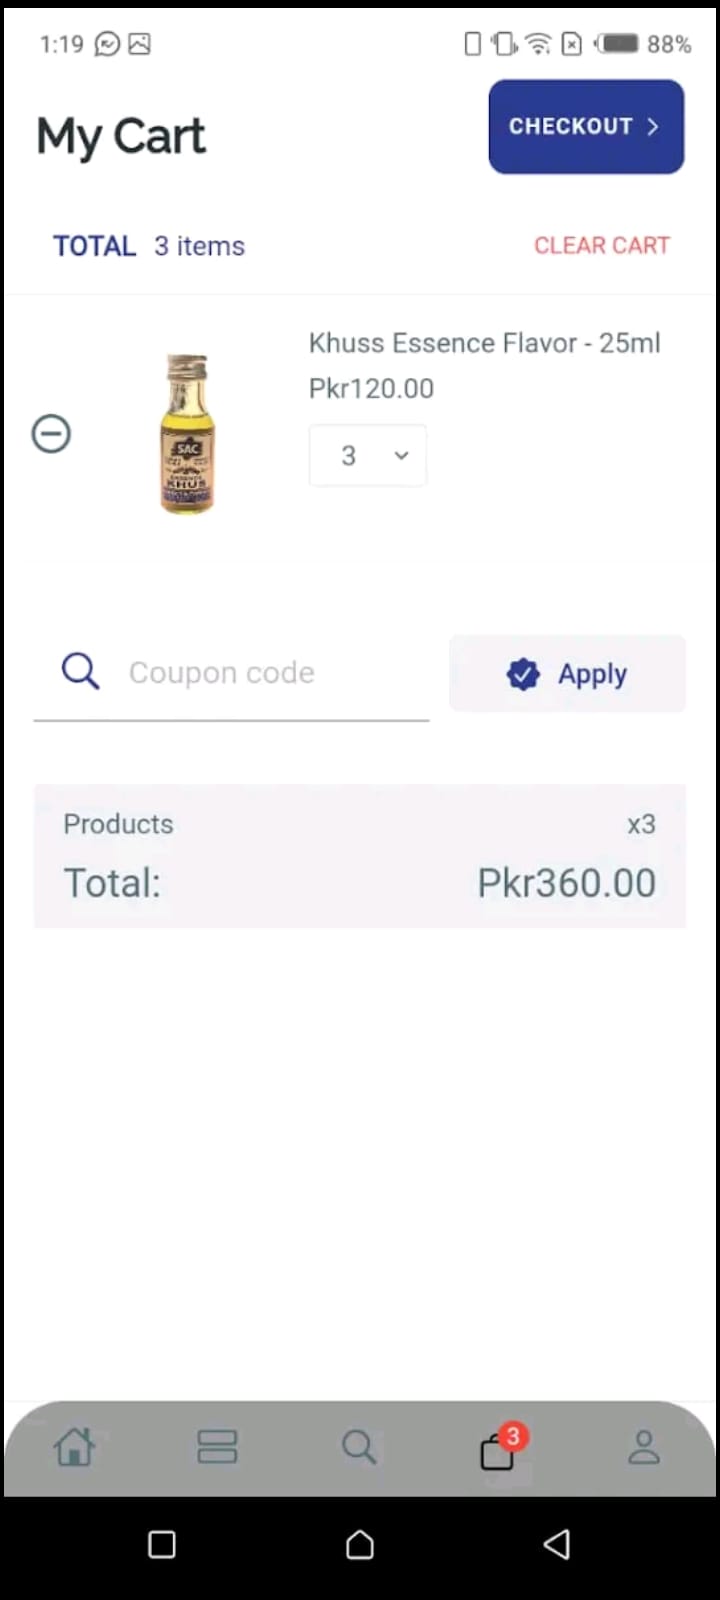 1:19
88%
My Cart
CHECKOUT
TOTAL 3 items
CLEAR CART
Khuss Essence Flavor - 25ml
Pkr120.00
3
SAC
ESSENCE
KHUS
Coupon code
Apply
Products x3
Total: Pkr360.00
3